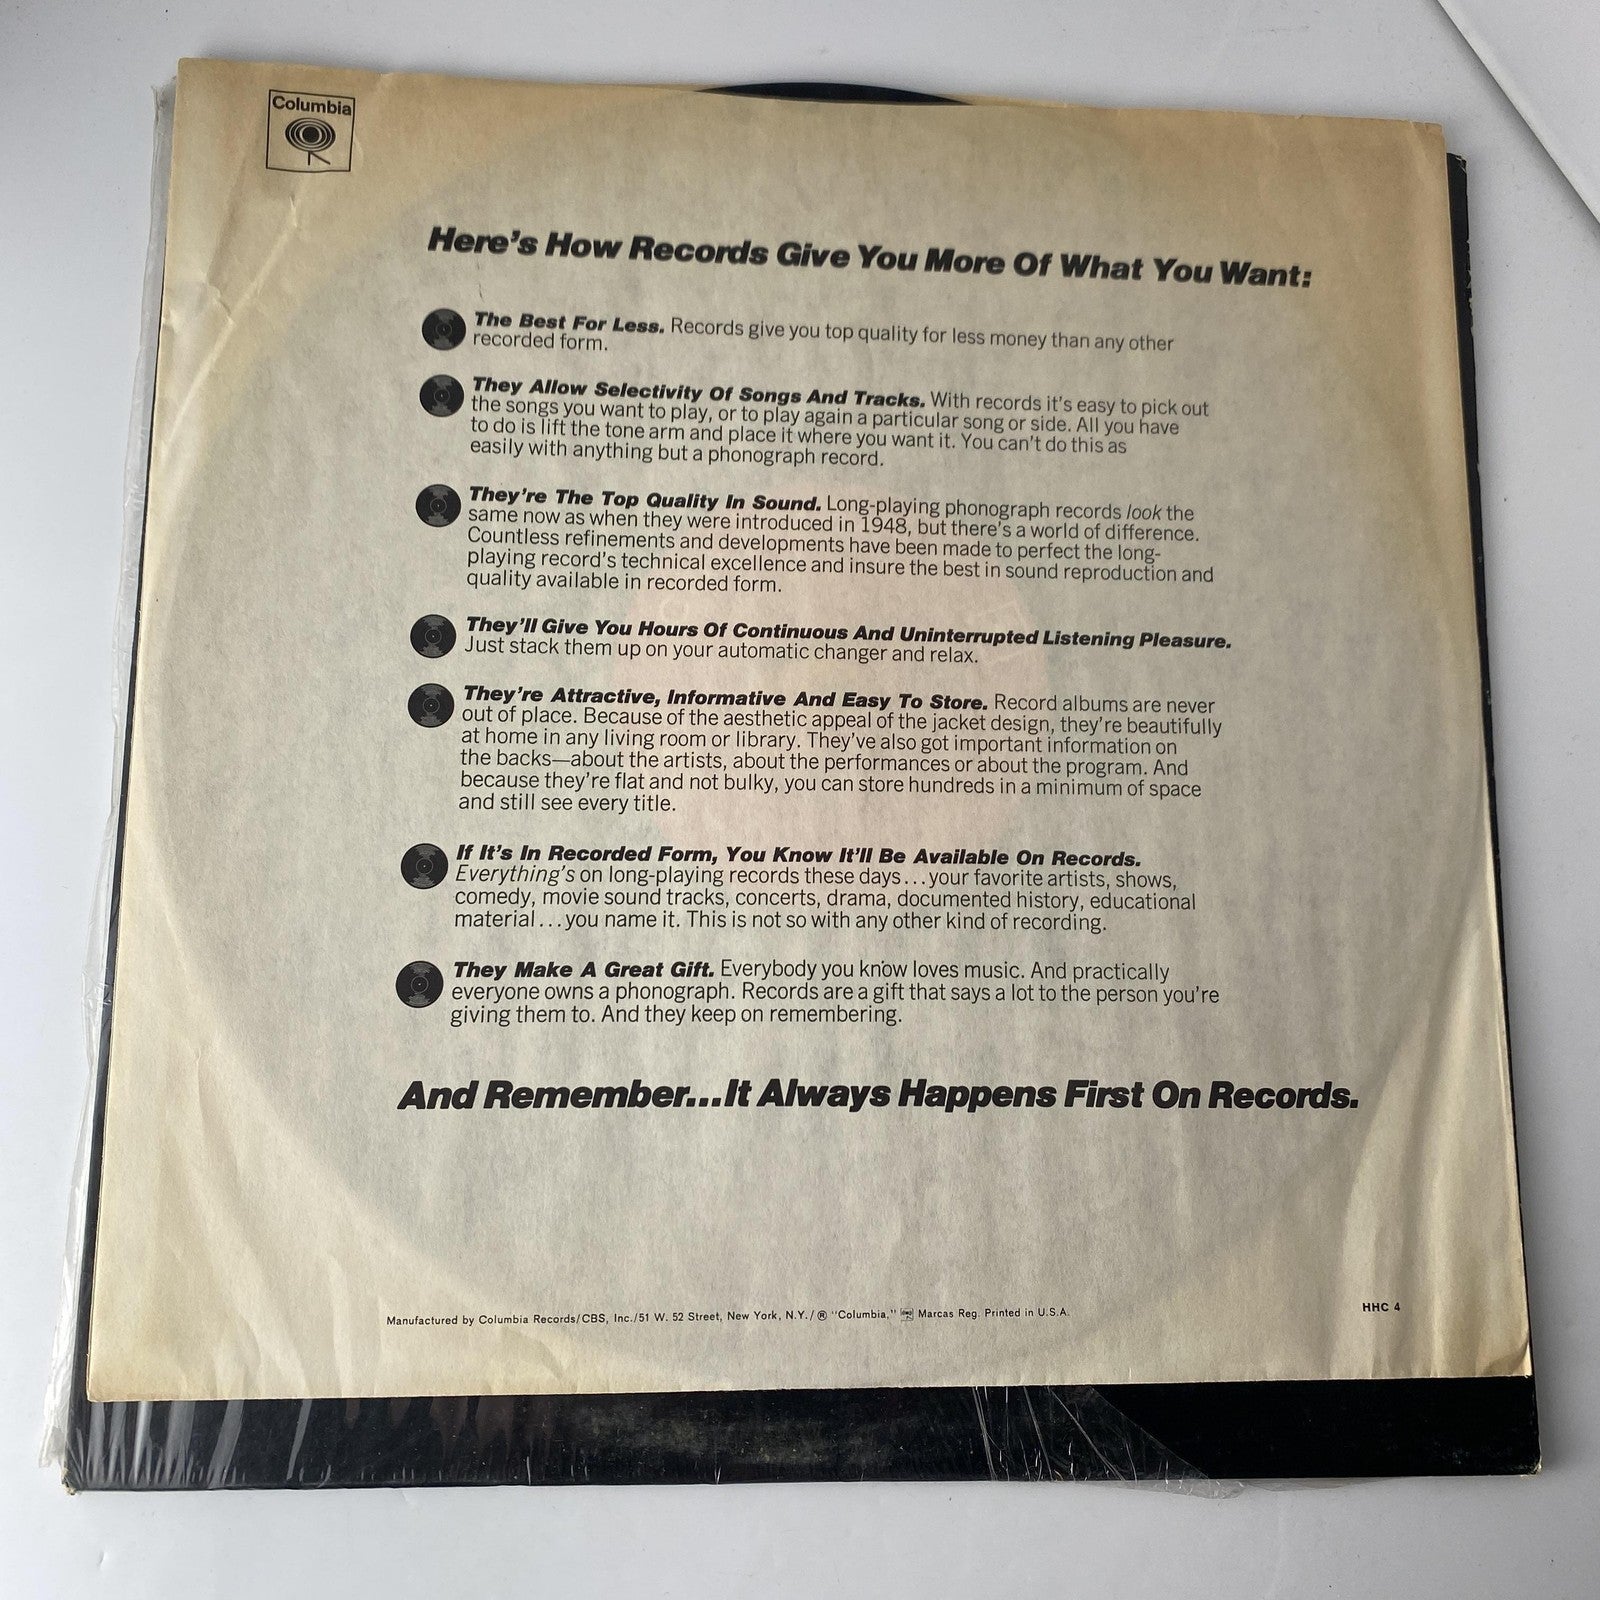 Columbia
Here's How Records Give You More Of What You Want:
The Best For Less. Records give you top quality for less money than any other
recorded form.
They Allow Selectivity Of Songs And Tracks. With records it's easy to pick out
the songs you want to play, or to play again a particular song or side. All you have
to do is lift the tone arm and place it where you want it. You can't do this as
easily with anything but a phonograph record.
They're The Top Quality In Sound. Long-playing phonograph records look the
same now as when they were introduced in 1948, but there's a world of difference.
Countless refinements and developments have been made to perfect the long-
playing record's technical excellence and insure the best in sound reproduction and
quality available in recorded form.
They'll Give You Hours Of Continuous And Uninterrupted Listening Pleasure.
Just stack them up on your automatic changer and relax.
They're Attractive, Informative And Easy To Store. Record albums are never
out of place. Because of the aesthetic appeal of the jacket design, they're beautifully
at home in any living room or library. They've also got important information on
the backs—about the artists, about the performances or about the program. And
because they're flat and not bulky, you can store hundreds in a minimum of space
and still see every title.
If It's In Recorded Form, You Know It'll Be Available On Records.
Everything's on long-playing records these days...your favorite artists, shows,
comedy, movie sound tracks, concerts, drama, documented history, educational
material...you name it. This is not so with any other kind of recording.
They Make A Great Gift. Everybody you know loves music. And practically
everyone owns a phonograph. Records are a gift that says a lot to the person you're
giving them to. And they keep on remembering.
And Remember...It Always Happens First On Records.
Manufactured by Columbia Records/CBS, Inc./51 W. 52 Street, New York, N.Y./® "Columbia," Marcas Reg. Printed in U.S.A.
HHC 4